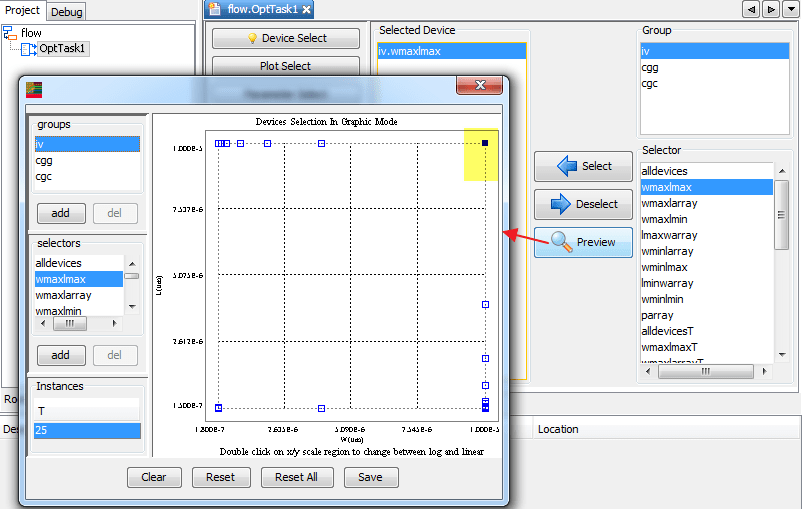 Project
Debug
flow
OptTask1
flow.OptTask1
Device Select
Plot Select
Selected Device
iv.wmaxlmax
Group
iv
cgg
cgc
Select
Deselect
Preview
Selector
alldevices
wmaxlmax
wmaxlarray
wmaxlmin
lmaxwarray
wminlarray
wminlmax
lminwarray
wminlmin
parray
alldevicesT
wmaxlmaxT
wmaxlarrayT
Location
groups
iv
cgg
cgc
add
del
selectors
alldevices
wmaxlmax
wmaxlarray
wmaxlmin
add
del
Instances
T
25
Devices Selection In Graphic Mode
1.000E-5
7.537E-6
5.075E-6
2.612E-6
1.500E-7
L(um)
1.800E-7
2.635E-6
5.090E-6
7.545E-6
1.000E-5
W(um)
Double click on x/y scale region to change between log and linear
Clear
Reset
Reset All
Save